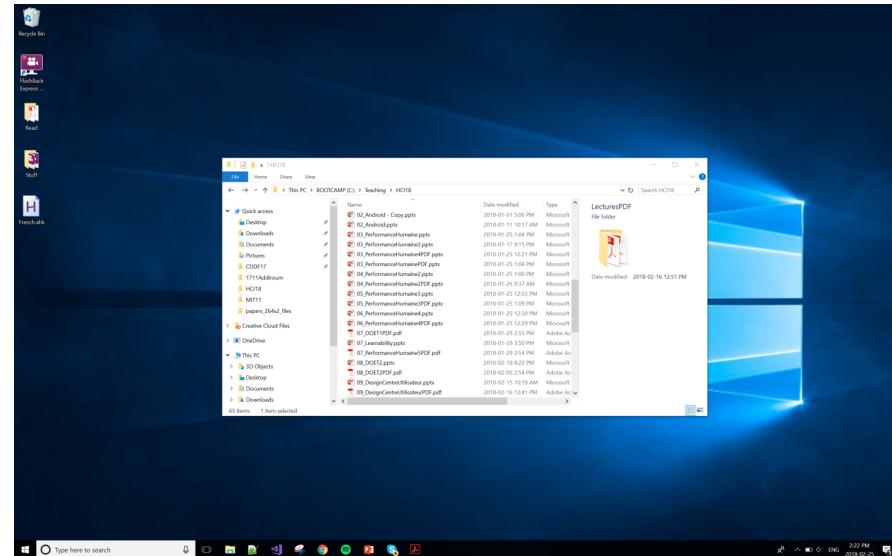 Recycle Bin
FlashBack
Express ...
Read
Stuff
French.ahk
HCI18
File Home Share View
This PC > BOOTCAMP (C:) > Teaching > HCI18
Search HCI18
Quick access
Desktop
Downloads
Documents
Pictures
CODF17
1711Addiroum
HCI18
MIT11
papers_264s2_files
Creative Cloud Files
OneDrive
This PC
3D Objects
Desktop
Documents
Downloads
Name Date modified Type
02_Android - Copy.pptx 2018-01-01 5:06 PM Microsoft
02_Android.pptx 2018-01-11 10:17 AM Microsoft
03_PerformanceHumaine.pptx 2018-01-25 1:04 PM Microsoft
03_PerformanceHumaine2.pptx 2018-01-17 9:15 PM Microsoft
03_PerformanceHumaine4PDF.pptx 2018-01-25 12:21 PM Microsoft
03_PerformanceHumainePDF.pptx 2018-01-25 1:04 PM Microsoft
04_PerformanceHumaine2.pptx 2018-01-25 1:00 PM Microsoft
04_PerformanceHumaine2PDF.pptx 2018-01-26 9:37 AM Microsoft
05_PerformanceHumaine3.pptx 2018-01-25 12:53 PM Microsoft
05_PerformanceHumaine3PDF.pptx 2018-01-25 1:09 PM Microsoft
06_PerformanceHumaine4.pptx 2018-01-25 12:30 PM Microsoft
06_PerformanceHumaine4PDF.pptx 2018-01-25 12:29 PM Microsoft
07_DOET1PDF.pdf 2018-01-29 2:55 PM Adobe Ac
07_Learnability.pptx 2018-01-29 3:50 PM Microsoft
07_PerformanceHumaine5PDF.pdf 2018-01-29 2:54 PM Adobe Ac
08_DOET2.pptx 2018-02-18 8:22 PM Microsoft
08_DOET2PDF.pdf 2018-02-05 2:54 PM Adobe Ac
09_DesignCentreUtilisateur.pptx 2018-02-15 10:19 AM Microsoft
09_DesignCentreUtilisateurPDF.pdf 2018-02-16 12:41 PM Adobe Ac
LecturesPDF
File folder
Date modified: 2018-02-16 12:51 PM
65 items 1 item selected
Type here to search
ENG
2:22 PM
2018-02-25